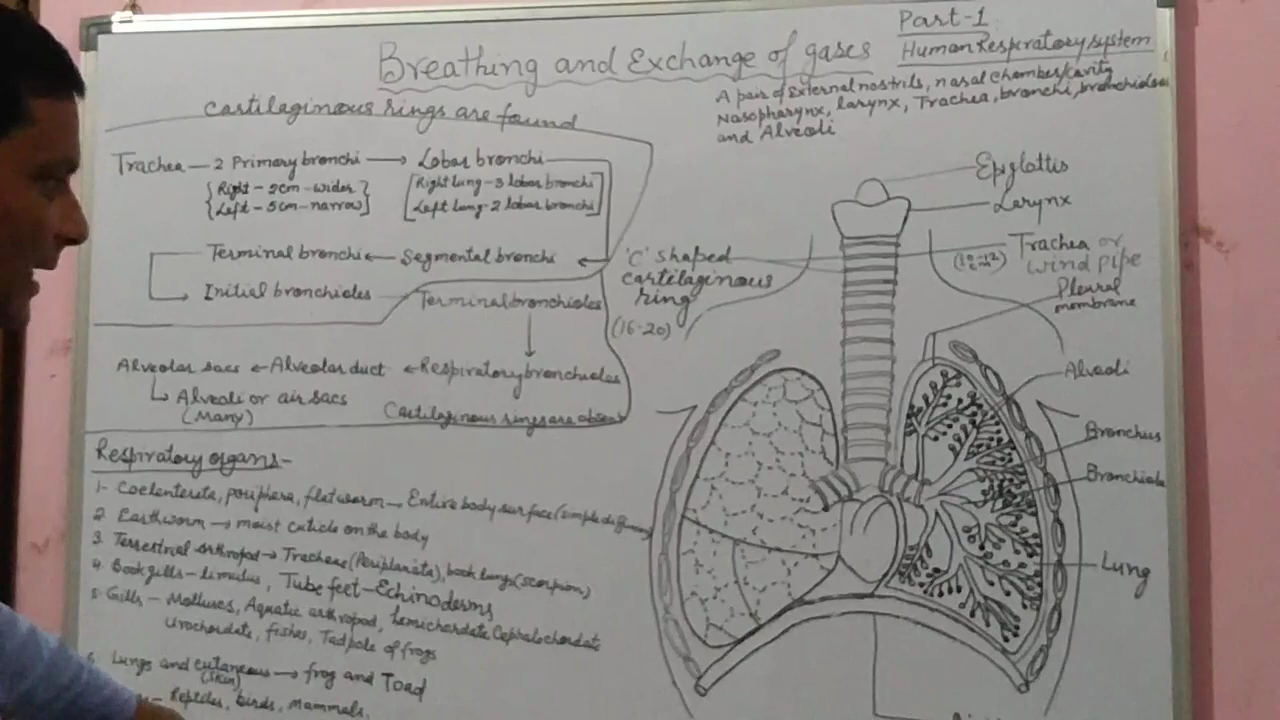 Breathing and Exchange of gases
Part-1
Human Respiratory system
A pair of external nostrils, nasal chamber/cavity
Nasopharynx, larynx, Trachea, bronchi, bronchioles
and Alveoli
cartilaginous rings are found
Trachea — 2 Primary bronchi → Lobar bronchi
{Right - 2cm - wider}
{Left - 5cm - narrow}
[Right lung - 3 lobar bronchi]
[Left lung - 2 lobar bronchi]
Terminal bronchi ← Segmental bronchi
Initial bronchioles
Terminal bronchioles
Alveolar sacs ← Alveolar duct ← Respiratory bronchioles
Alveoli or air sacs
(Many)
Cartilaginous rings are absent
Respiratory organs-
1- Coelenterata, poriphera, flatworm — Entire body surface (simple
2 Earthworm → moist cuticle on the body
3. Terrestrial arthropod → Tracheae (Periplanata), book lungs (scorpion)
4. Book gills - limulus, Tube feet - Echinoderms
Gills - Molluscs, Aquatic arthropod, hemichordate Cephalochordate
Urochordate, fishes, Tadpole of frogs
6. Lungs and cutaneous → frog and Toad
(skin)
- Reptiles, birds, mammals.
Epiglottis
Larynx
'C' shaped
cartilaginous
ring
(16-20)
Trachea or
wind pipe
(10-12
cm)
Pleural
membrane
Alveoli
Bronchus
Bronchiole
Lung